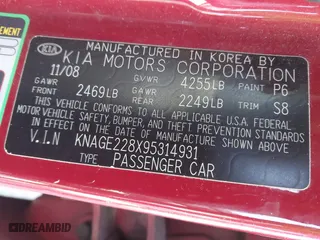 MANUFACTURED IN KOREA BY
KIA KIA MOTORS CORPORATION
11/08 GVWR 4255LB PAINT P6
GAWR FRONT 2469LB GAWR REAR 2249LB TRIM S8
THIS VEHICLE CONFORMS TO ALL APPLICABLE U.S.A. FEDERAL
MOTOR VEHICLE SAFETY, BUMPER, AND THEFT PREVENTION STANDARDS
IN EFFECT ON THE DATE OF MANUFACTURE SHOWN ABOVE
V.I.N KNAGE228X95314931
TYPE PASSENGER CAR
DREAMBID